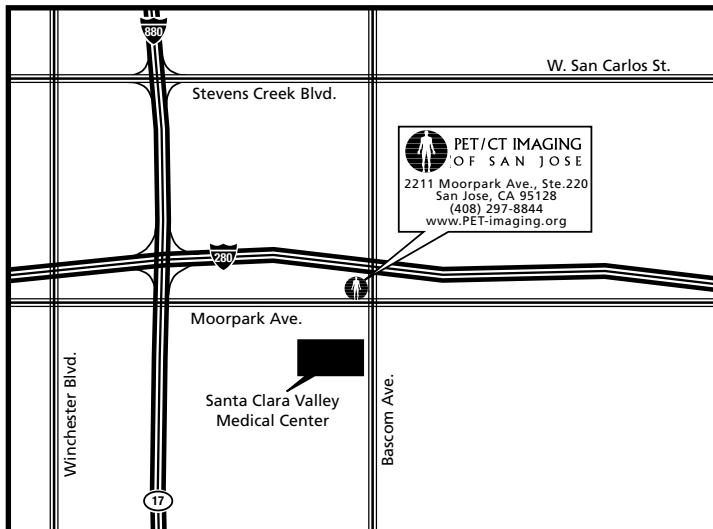 880
W. San Carlos St.
Stevens Creek Blvd.
PET/CT IMAGING
OF SAN JOSE
2211 Moorpark Ave., Ste.220
San Jose, CA 95128
(408) 297-8844
www.PET-imaging.org
280
Moorpark Ave.
Winchester Blvd.
Santa Clara Valley
Medical Center
Bascom Ave.
17